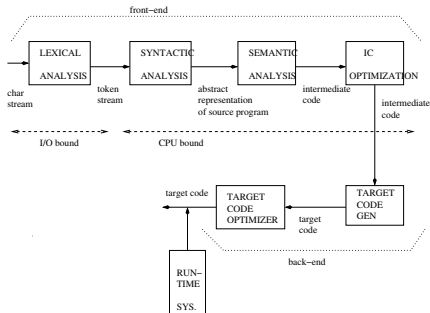 front-end
LEXICAL
ANALYSIS
SYNTACTIC
ANALYSIS
SEMANTIC
ANALYSIS
IC
OPTIMIZATION
char
stream
token
stream
abstract
representation
of source program
intermediate
code
intermediate
code
I/O bound
CPU bound
target code
TARGET
CODE
OPTIMIZER
target
code
TARGET
CODE
GEN
back-end
RUN-
TIME
SYS.